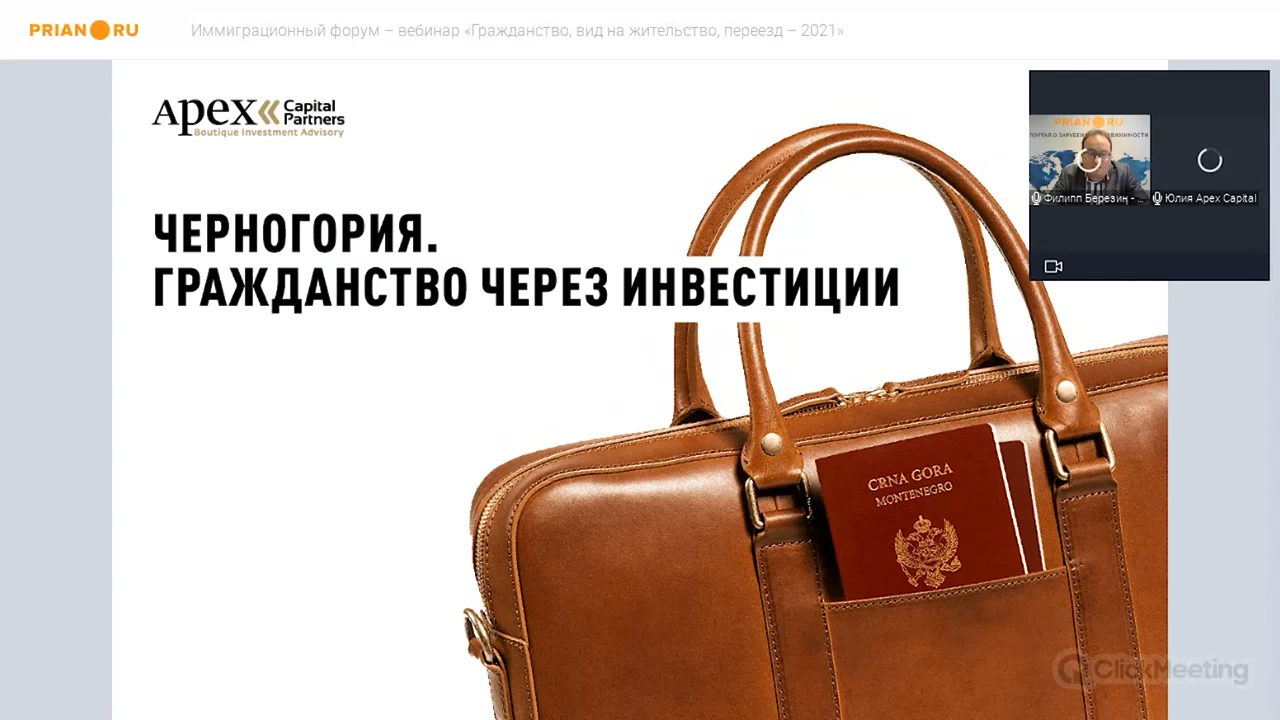 PRIAN RU
Иммиграционный форум – вебинар «Гражданство, вид на жительство, переезд – 2021»
Apex Capital Partners
Boutique Investment Advisory
ЧЕРНОГОРИЯ.
ГРАЖДАНСТВО ЧЕРЕЗ ИНВЕСТИЦИИ
PRIAN RU
Филипп Березин - ...
Юлия Apex Capital
CRNA GORA
MONTENEGRO
ClickMeeting